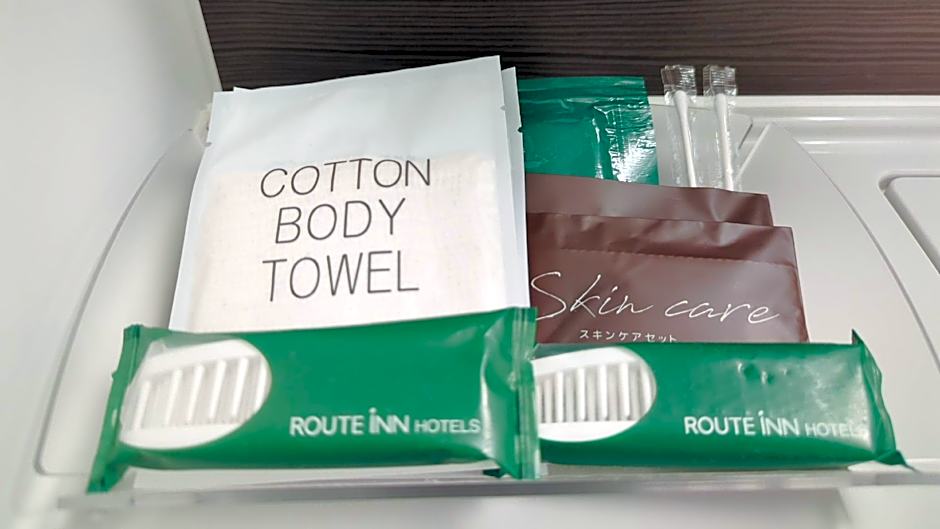 COTTON
BODY
TOWEL
Skin care
スキンケアセット
ROUTE INN HOTELS
ROUTE INN HOTELS